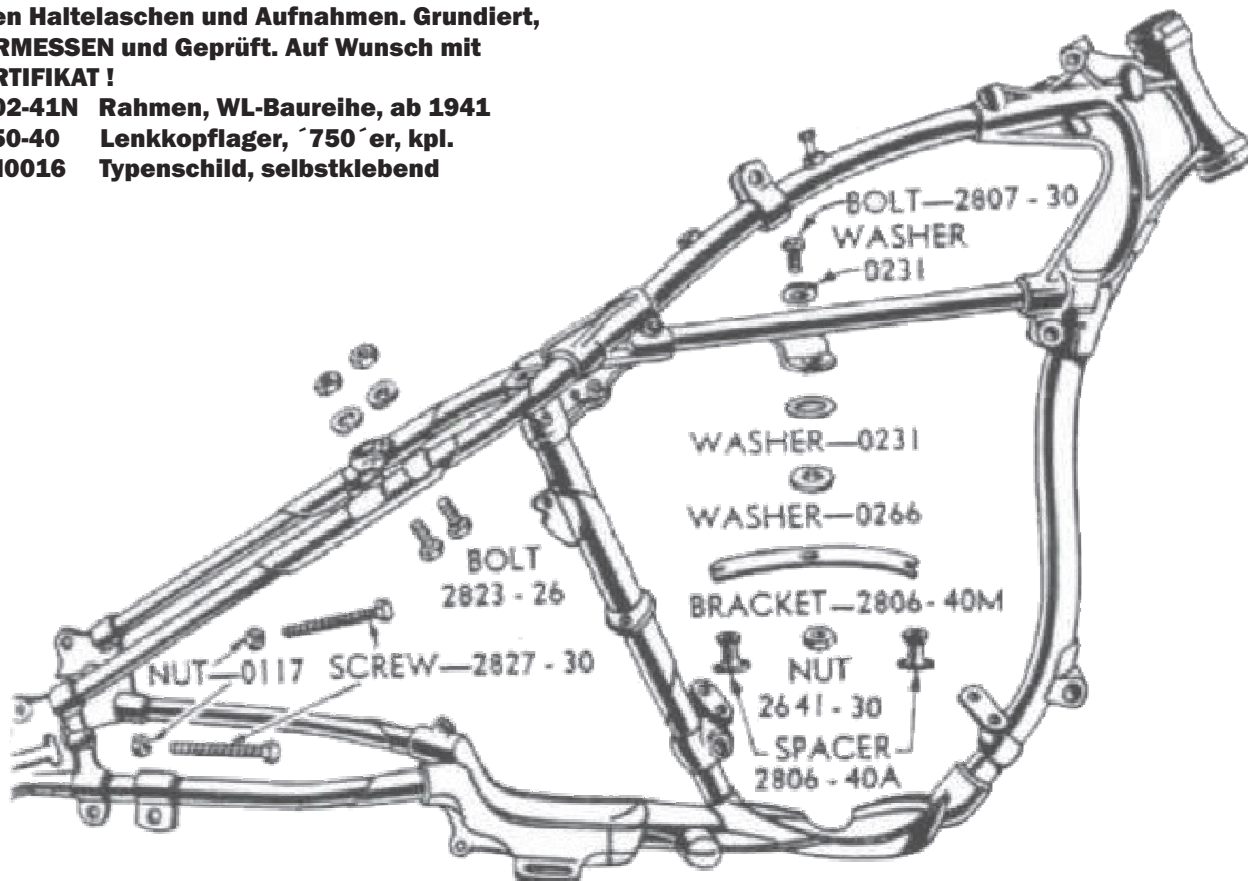 en Haltelaschen und Aufnahmen. Grundiert,
RMESSEN und Geprüft. Auf Wunsch mit
RTIFIKAT !
02-41N Rahmen, WL-Baureihe, ab 1941
50-40 Lenkkopflager, ´750´er, kpl.
0016 Typenschild, selbstklebend
BOLT—2807 - 30
WASHER
0231
WASHER—0231
WASHER—0266
BOLT
2823 - 26
BRACKET—2806-40M
NUT—0117
SCREW—2827 - 30
NUT
2641 - 30
SPACER
2806 - 40A